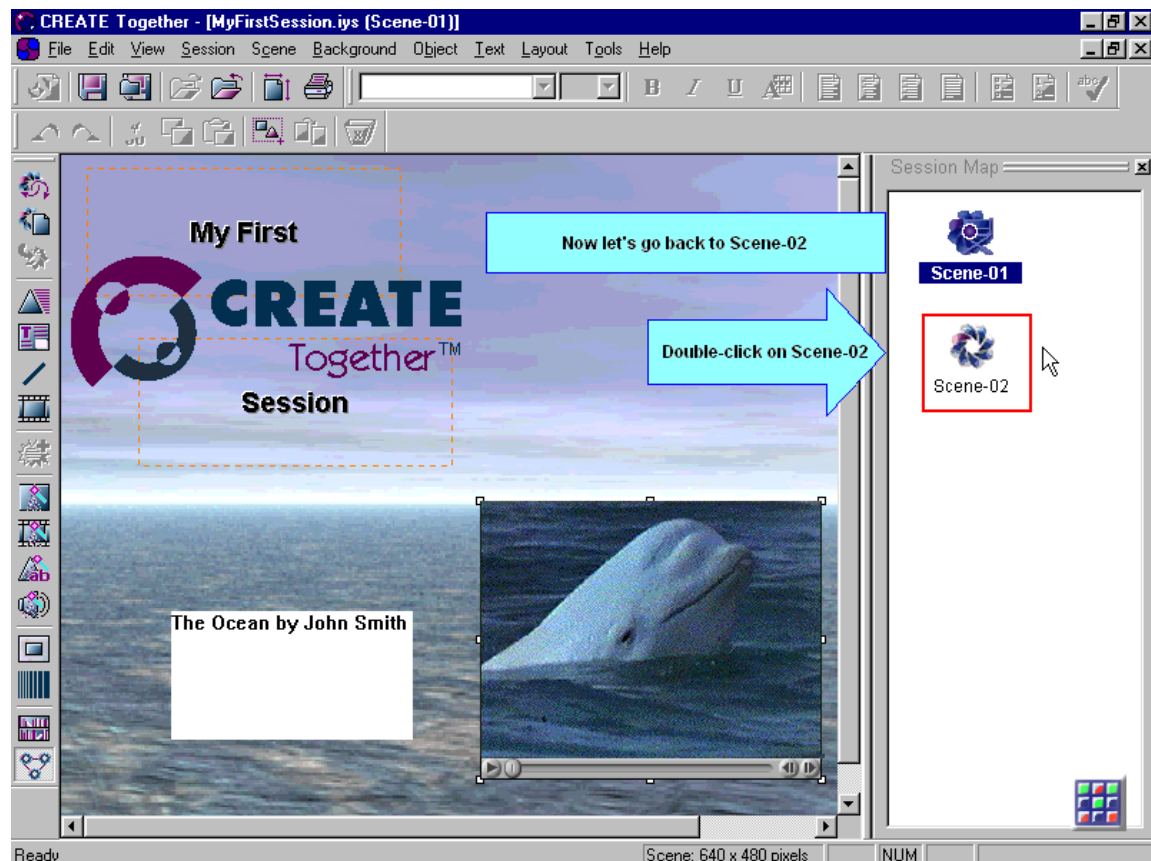 CREATE Together - [MyFirstSession.iys (Scene-01)]
File Edit View Session Scene Background Object Text Layout Tools Help
B I U A abc
Session Map
My First
CREATE
Together™
Session
Now let's go back to Scene-02
Double-click on Scene-02
Scene-01
Scene-02
The Ocean by John Smith
ab
Ready
Scene: 640 x 480 pixels
NUM